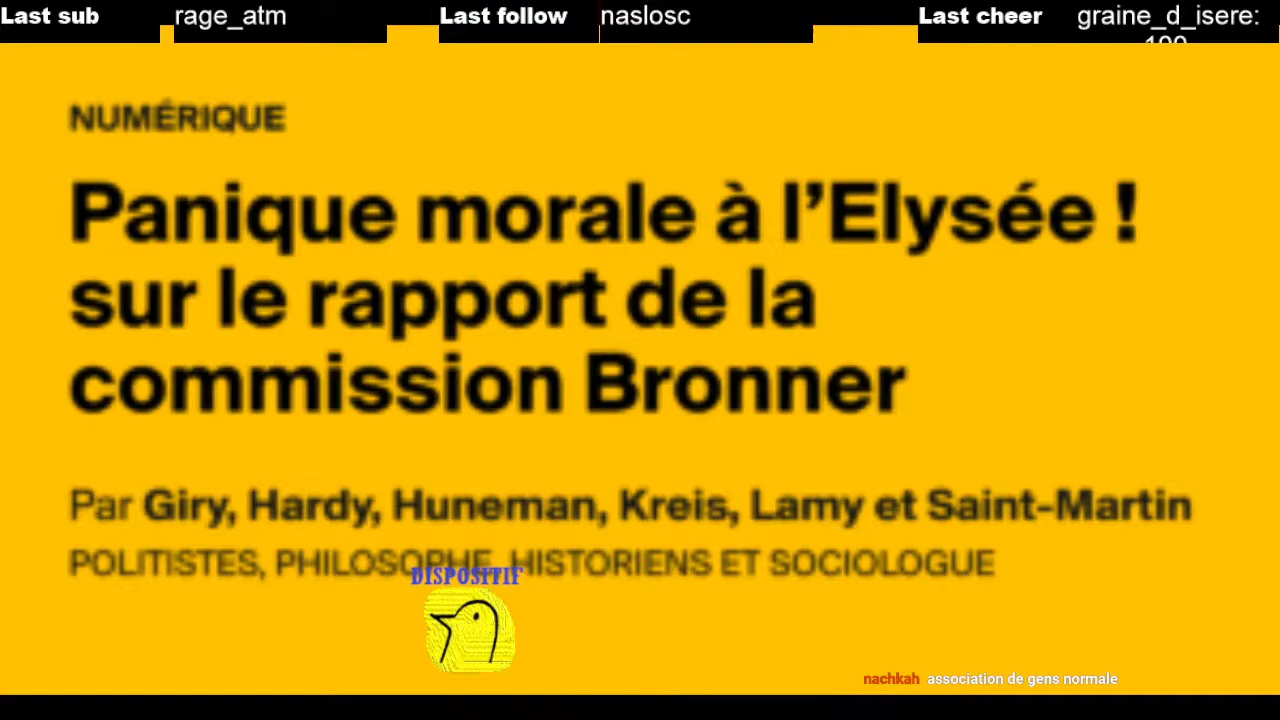 Last sub rage_atm Last follow naslosc Last cheer graine_d_isere:
100
NUMÉRIQUE
Panique morale à l’Elysée !
sur le rapport de la
commission Bronner
Par Giry, Hardy, Huneman, Kreis, Lamy et Saint-Martin
POLITISTES, PHILOSOPHE, HISTORIENS ET SOCIOLOGUE
DISPOSITIF
nachkah association de gens normale